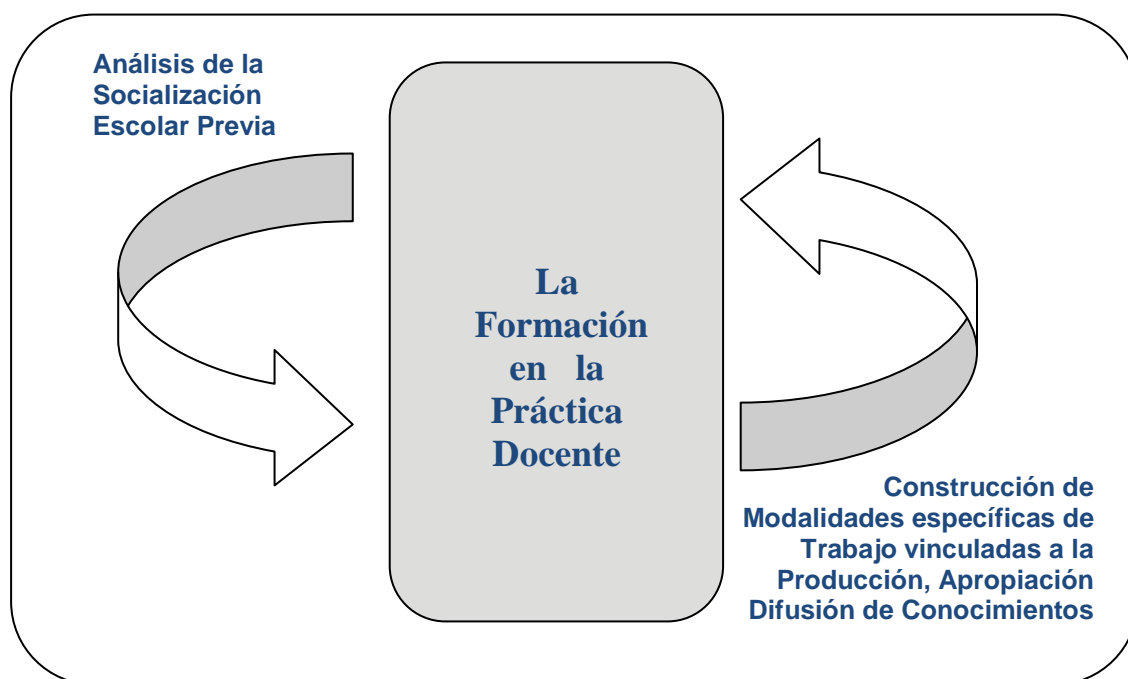 Análisis de la
Socialización
Escolar Previa
La
Formación
en la
Práctica
Docente
Construcción de
Modalidades específicas de
Trabajo vinculadas a la
Producción, Apropiación
Difusión de Conocimientos